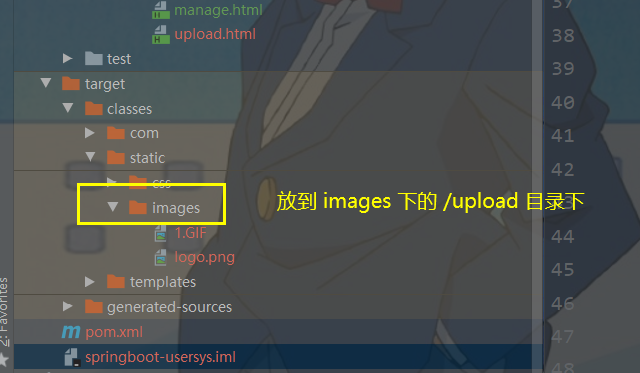 manage.html
upload.html
test
target
classes
com
static
css
images
1.GIF
logo.png
templates
generated-sources
pom.xml
springboot-usersys.iml
放到 images 下的 /upload 目录下
37
38
39
40
41
42
43
44
45
46
47
48
2: Favorites